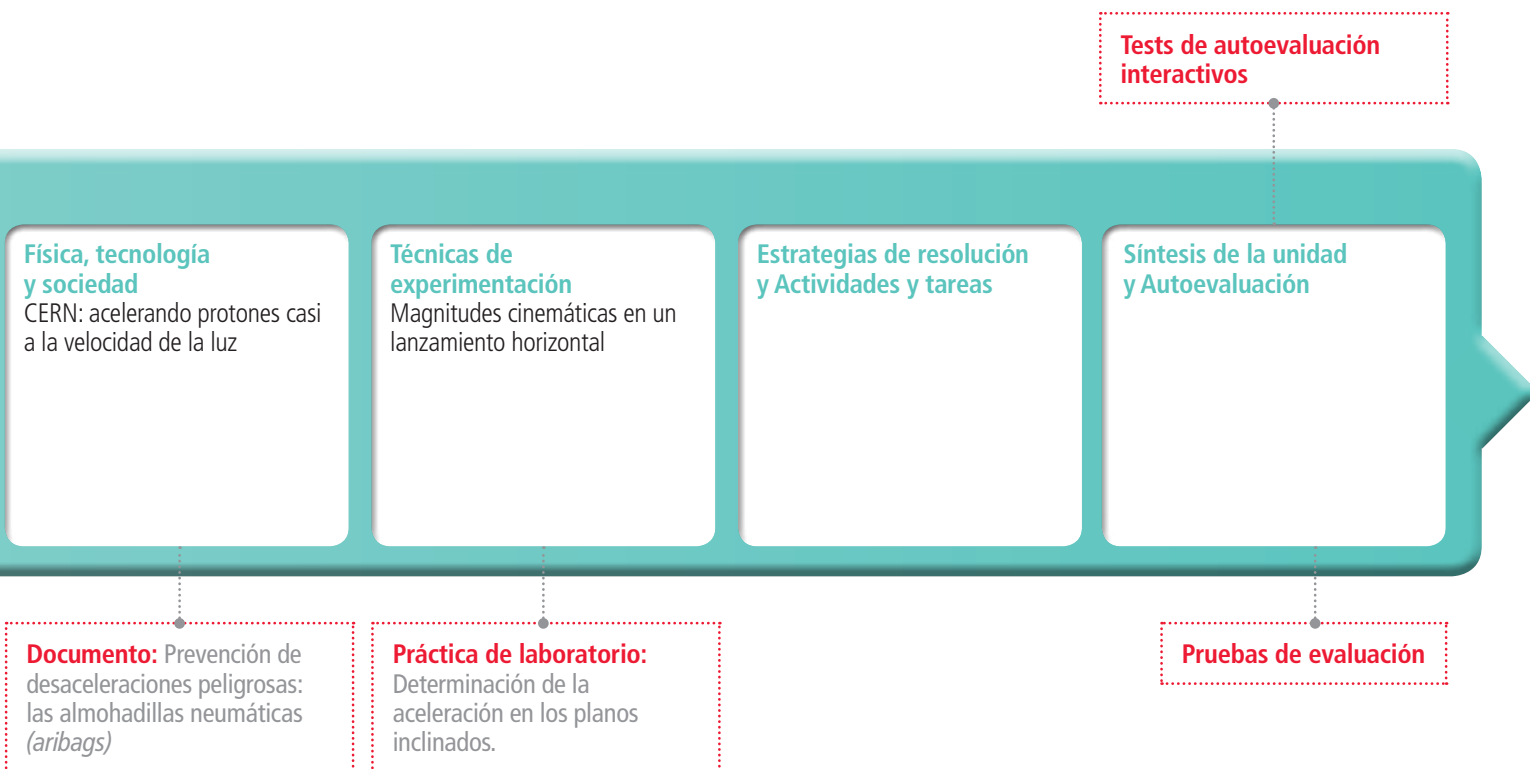 Tests de autoevaluación
interactivos
Física, tecnología
y sociedad
CERN: acelerando protones casi
a la velocidad de la luz
Técnicas de
experimentación
Magnitudes cinemáticas en un
lanzamiento horizontal
Estrategias de resolución
y Actividades y tareas
Síntesis de la unidad
y Autoevaluación
Documento: Prevención de
desaceleraciones peligrosas:
las almohadillas neumáticas
(aribags)
Práctica de laboratorio:
Determinación de la
aceleración en los planos
inclinados.
Pruebas de evaluación